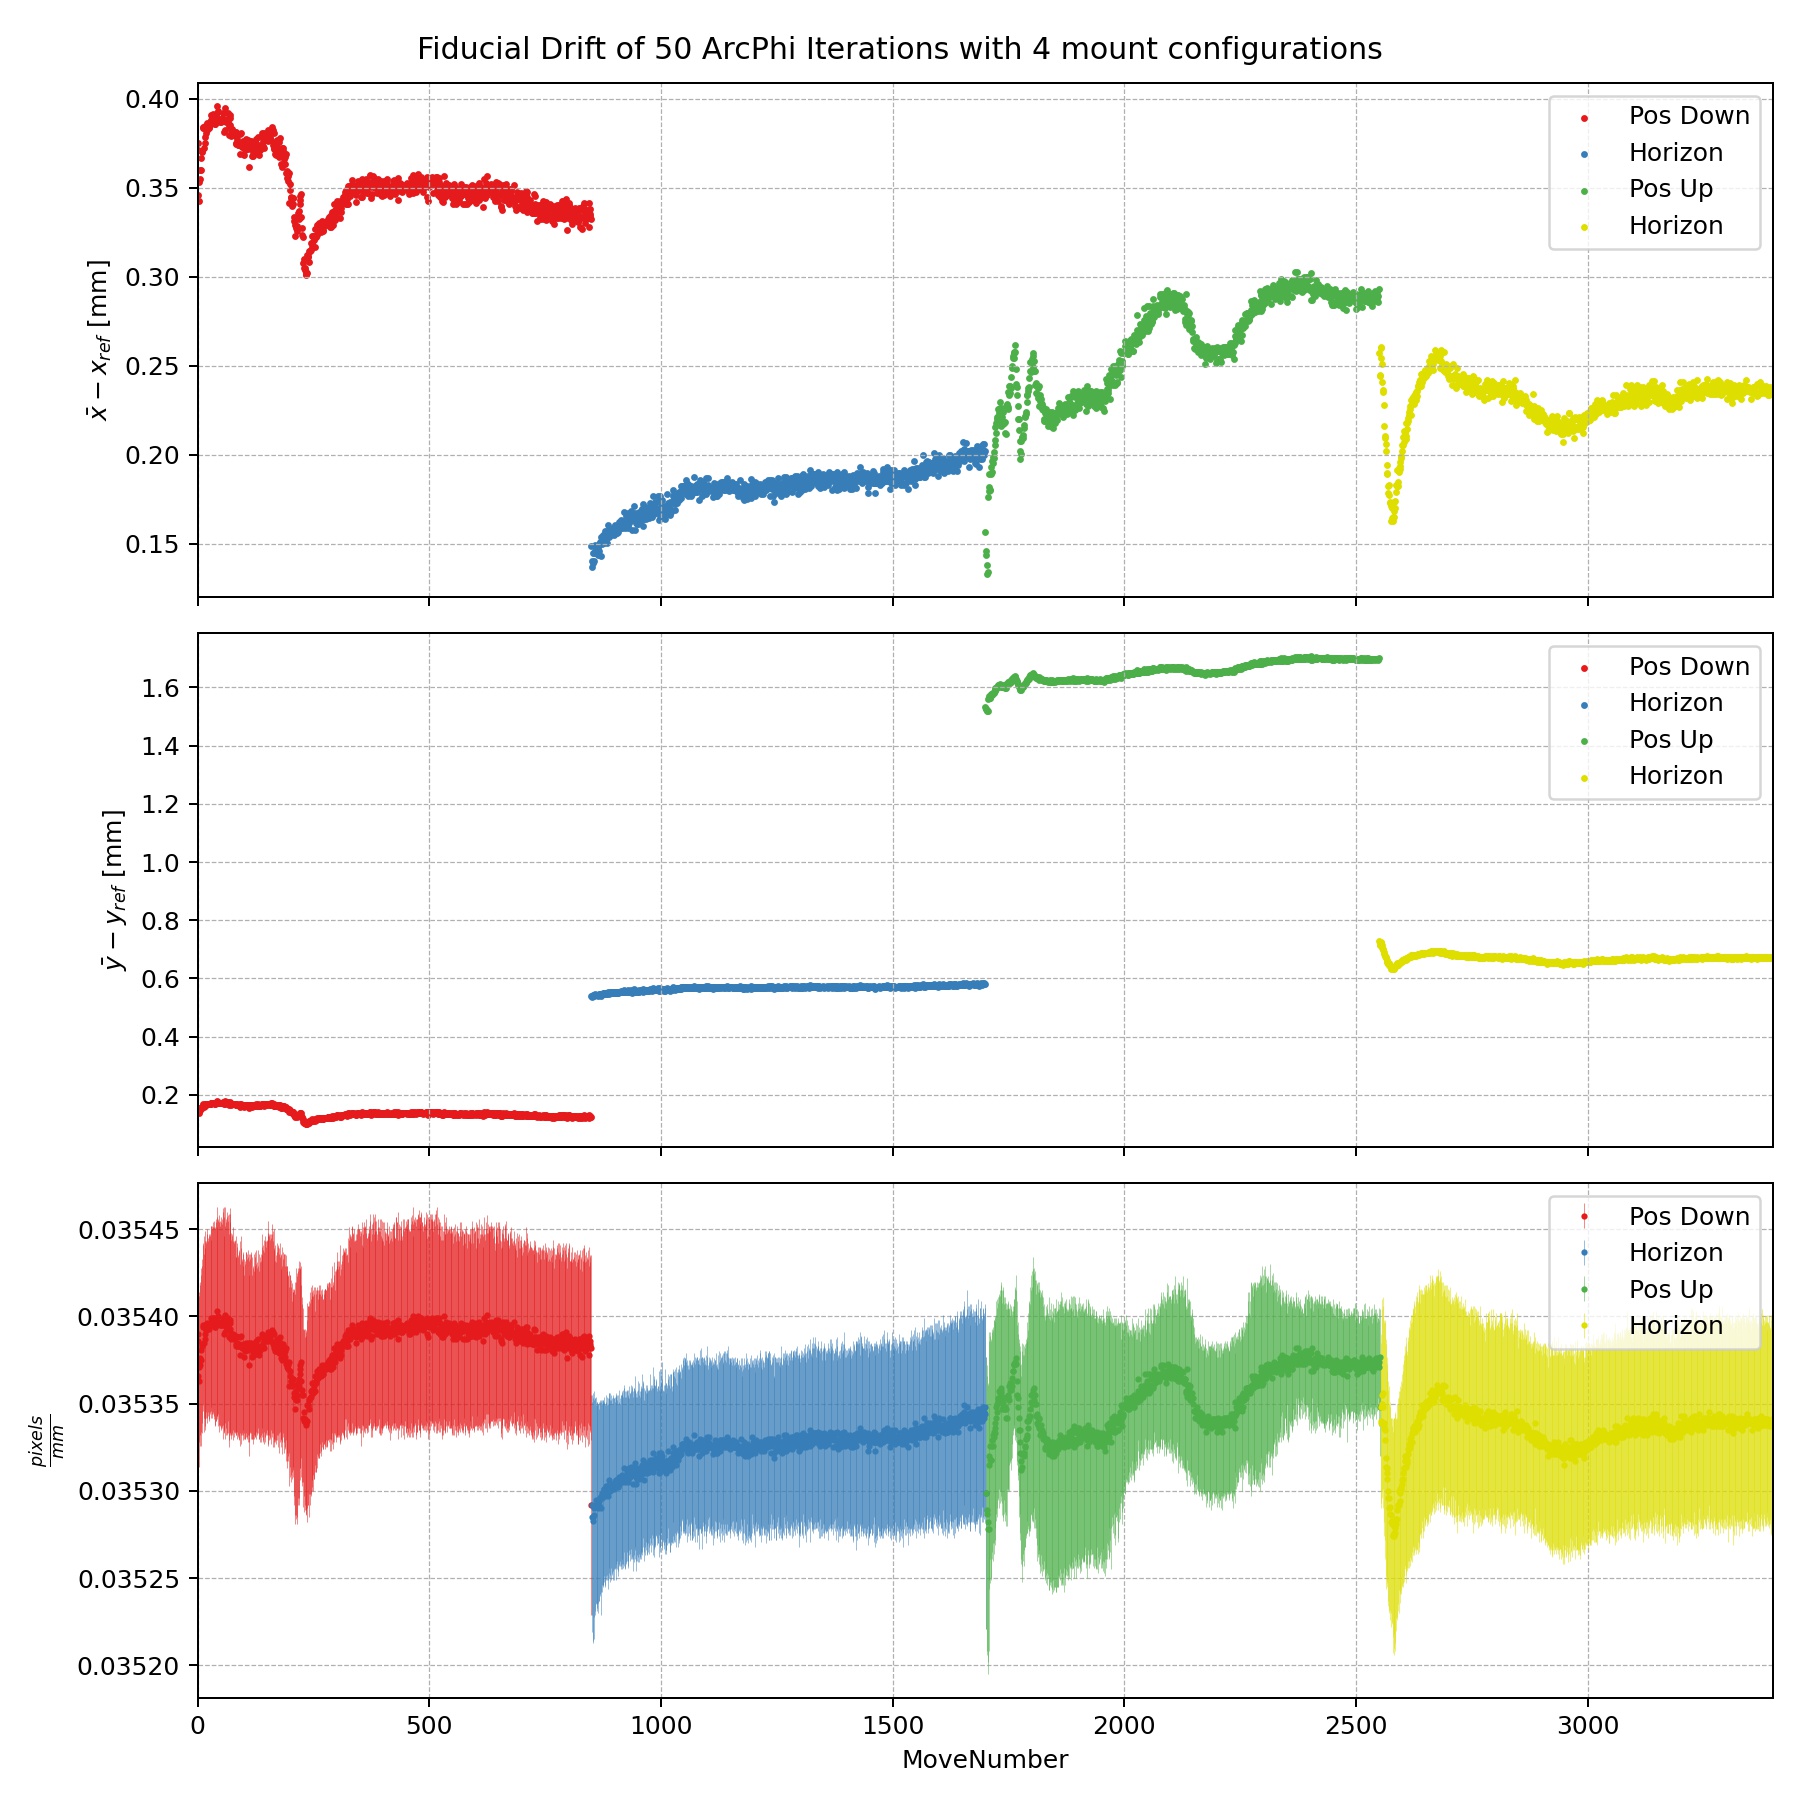 Fiducial Drift of 50 ArcPhi Iterations with 4 mount configurations
x̄ − x_ref [mm]
0.40
0.35
0.30
0.25
0.20
0.15
Pos Down
Horizon
Pos Up
Horizon
ȳ − y_ref [mm]
1.6
1.4
1.2
1.0
0.8
0.6
0.4
0.2
Pos Down
Horizon
Pos Up
Horizon
pixels
mm
0.03545
0.03540
0.03535
0.03530
0.03525
0.03520
Pos Down
Horizon
Pos Up
Horizon
0 500 1000 1500 2000 2500 3000
MoveNumber